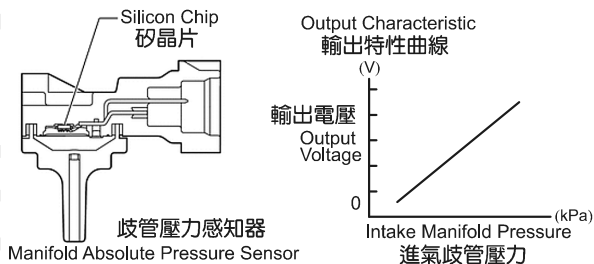 Silicon Chip
矽晶片
歧管壓力感知器
Manifold Absolute Pressure Sensor
Output Characteristic
輸出特性曲線
(V)
輸出電壓
Output
Voltage
0
(kPa)
Intake Manifold Pressure
進氣歧管壓力